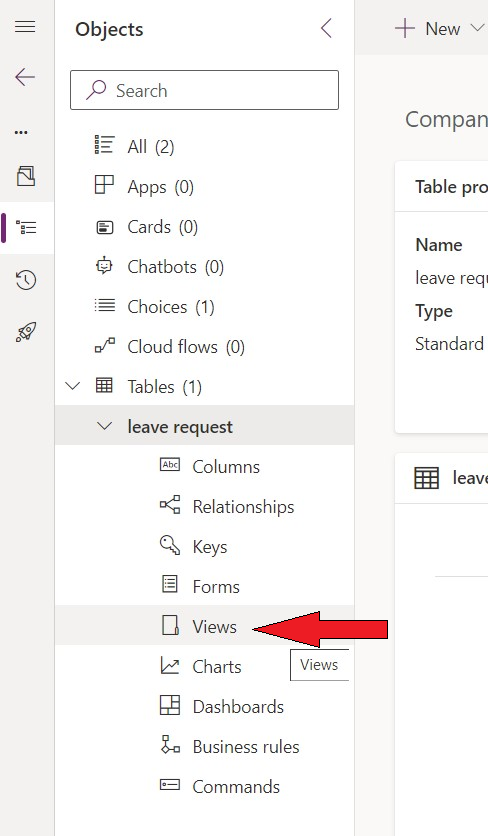 Objects
Search
All (2)
Apps (0)
Cards (0)
Chatbots (0)
Choices (1)
Cloud flows (0)
Tables (1)
leave request
Abc Columns
Relationships
Keys
Forms
Views
Charts
Views
Dashboards
Business rules
Commands
New
Compan
Table pro
Name
leave requ
Type
Standard
leave